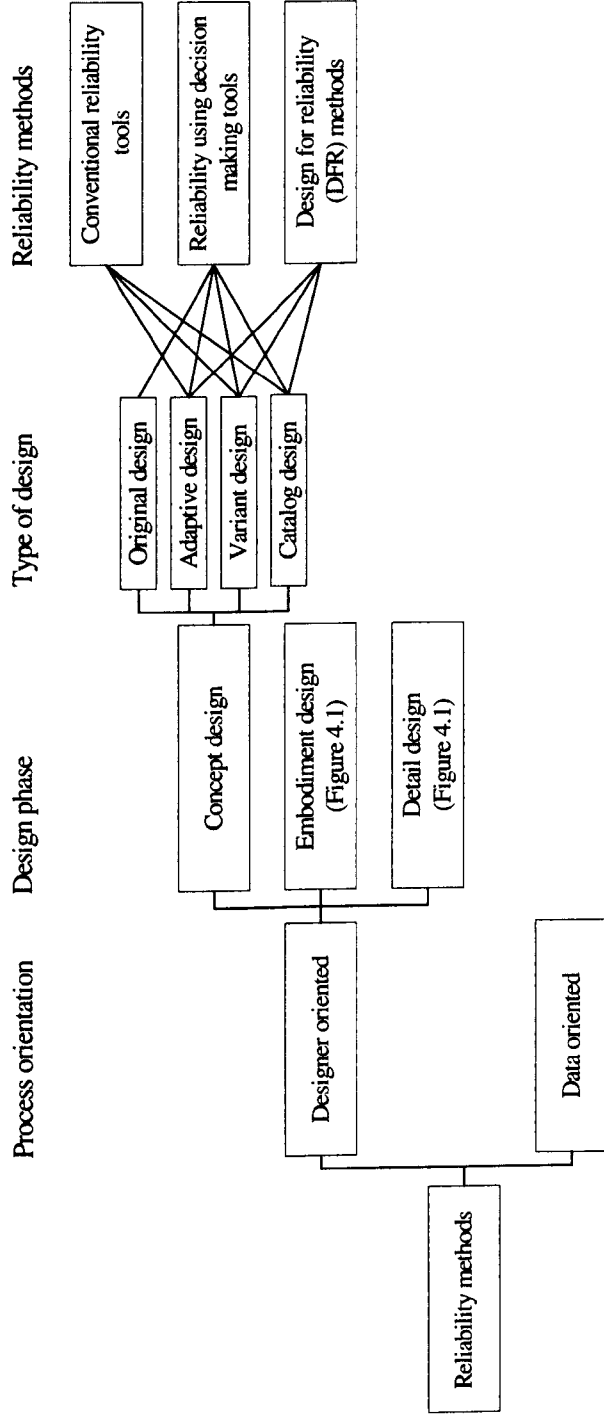 Process orientation
Design phase
Type of design
Reliability methods
Reliability methods
Designer oriented
Data oriented
Concept design
Embodiment design
(Figure 4.1)
Detail design
(Figure 4.1)
Original design
Adaptive design
Variant design
Catalog design
Conventional reliability
tools
Reliability using decision
making tools
Design for reliability
(DFR) methods